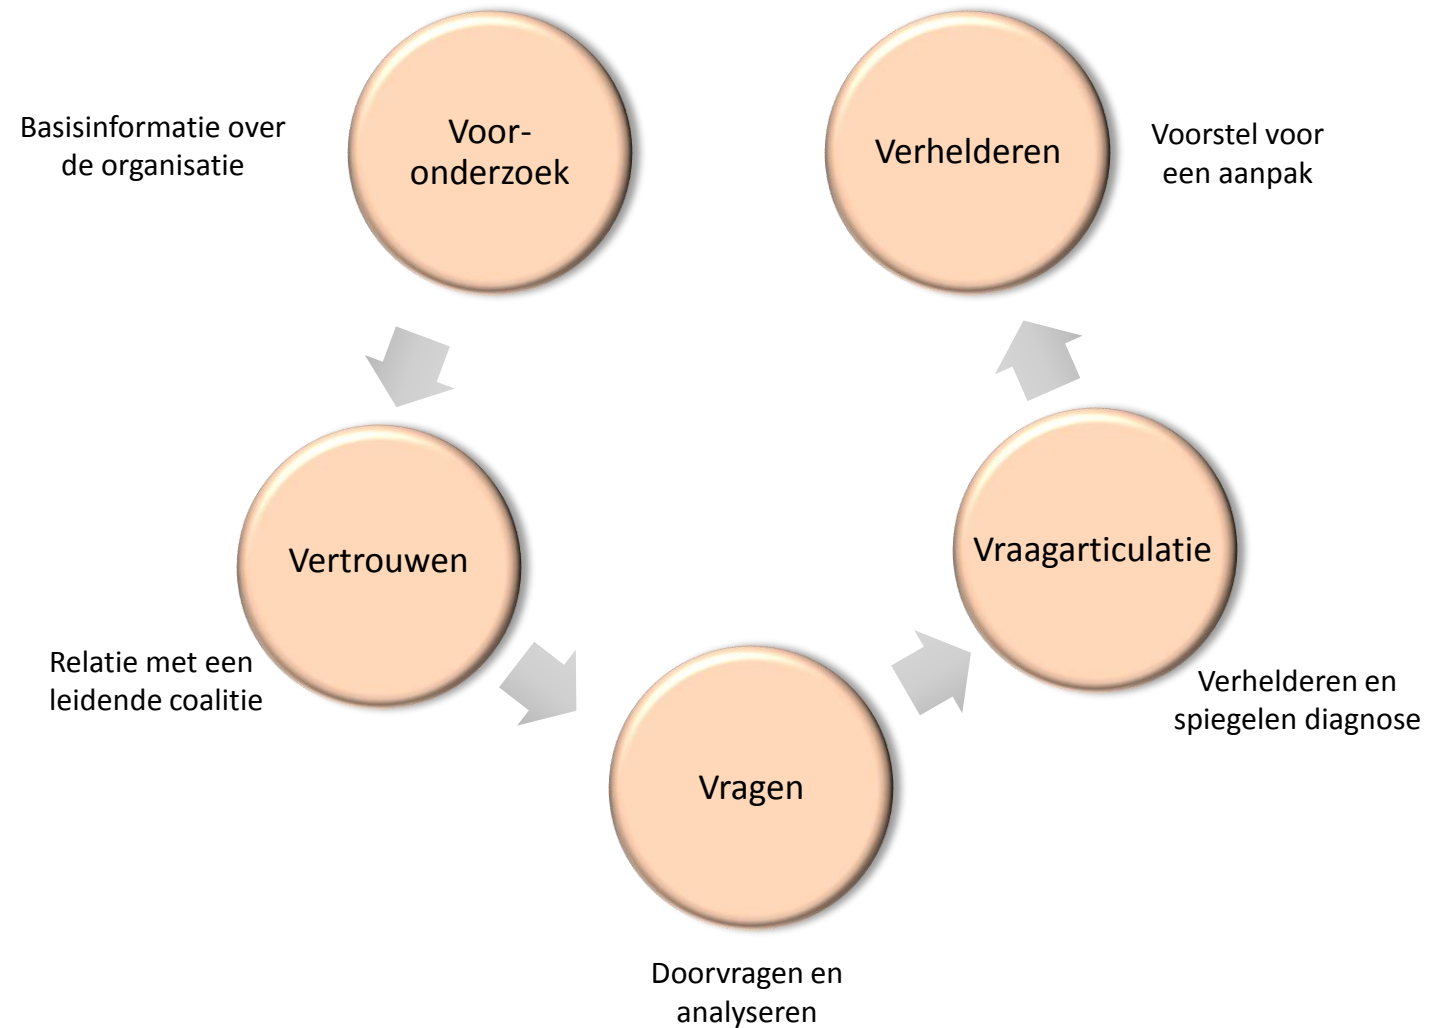 Basisinformatie over
de organisatie
Voor-
onderzoek
Vertrouwen
Relatie met een
leidende coalitie
Vragen
Doorvragen en
analyseren
Vraagarticulatie
Verhelderen en
spiegelen diagnose
Verhelderen
Voorstel voor
een aanpak